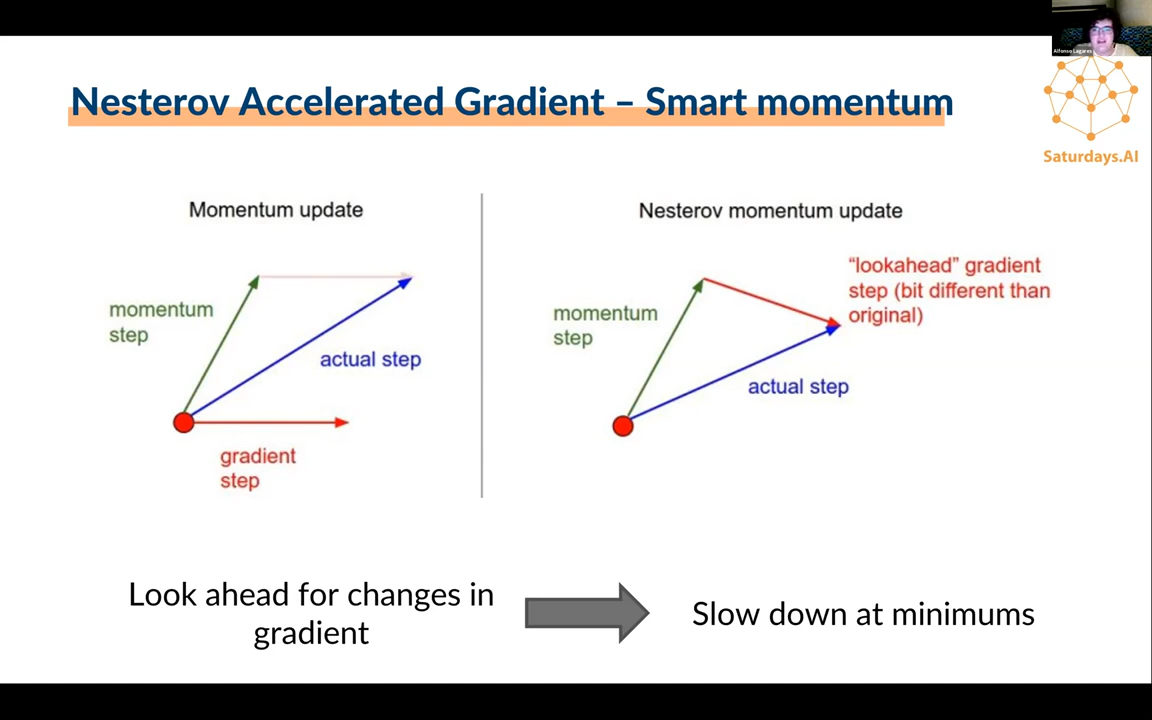 Alfonso Lagares
Nesterov Accelerated Gradient – Smart momentum
Saturdays.AI
Momentum update
momentum
step
actual step
gradient
step
Nesterov momentum update
momentum
step
“lookahead” gradient
step (bit different than
original)
actual step
Look ahead for changes in
gradient
Slow down at minimums